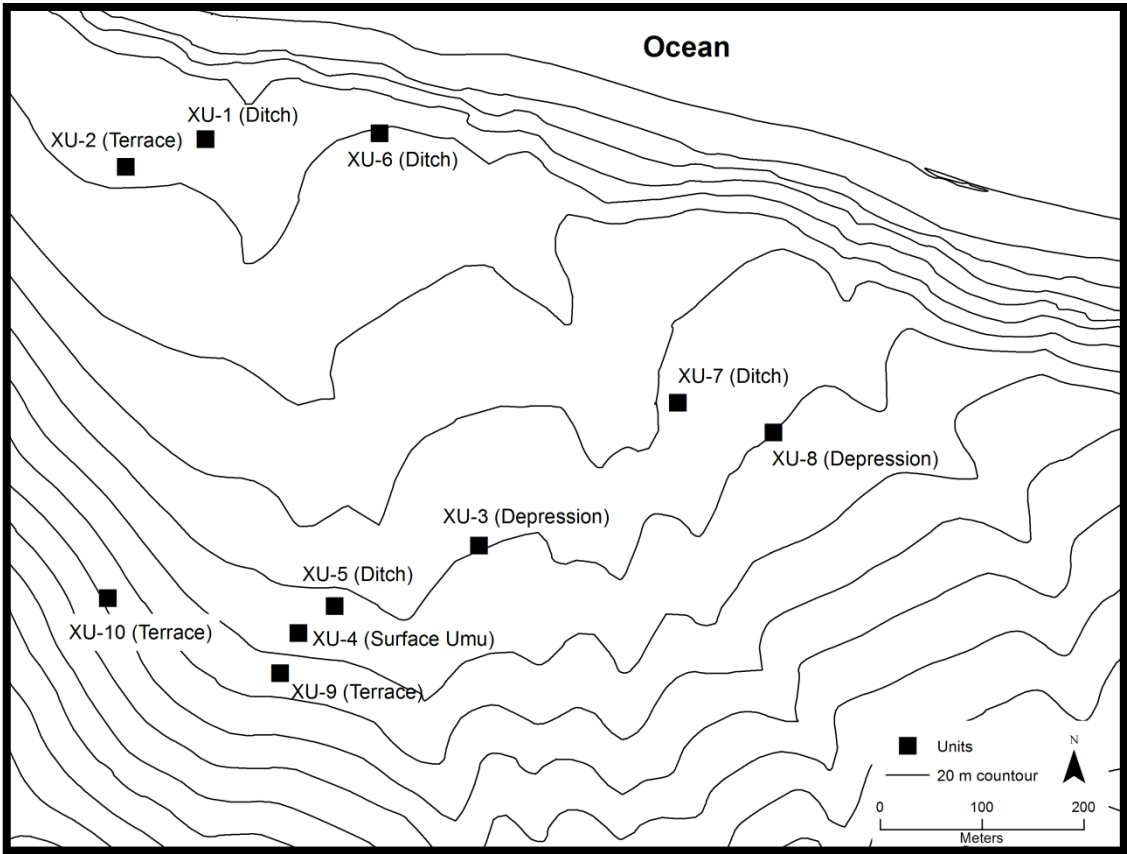 Ocean
XU-1 (Ditch)
XU-2 (Terrace)
XU-6 (Ditch)
XU-7 (Ditch)
XU-8 (Depression)
XU-3 (Depression)
XU-5 (Ditch)
XU-10 (Terrace)
XU-4 (Surface Umu)
XU-9 (Terrace)
Units
N
20 m countour
0 100 200
Meters